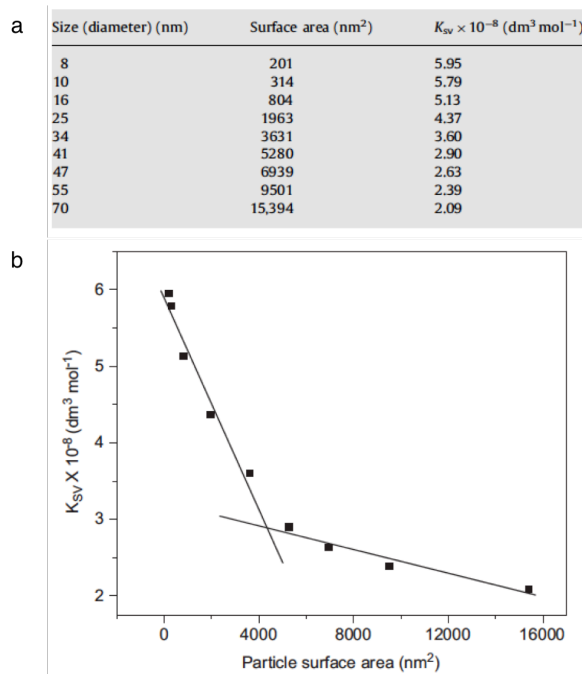 a
Size (diameter) (nm) Surface area (nm²) Ksv × 10⁻⁸ (dm³ mol⁻¹)
8 201 5.95
10 314 5.79
16 804 5.13
25 1963 4.37
34 3631 3.60
41 5280 2.90
47 6939 2.63
55 9501 2.39
70 15,394 2.09
b
6
5
4
3
2
KSV X 10⁻⁸ (dm³ mol⁻¹)
0 4000 8000 12000 16000
Particle surface area (nm²)